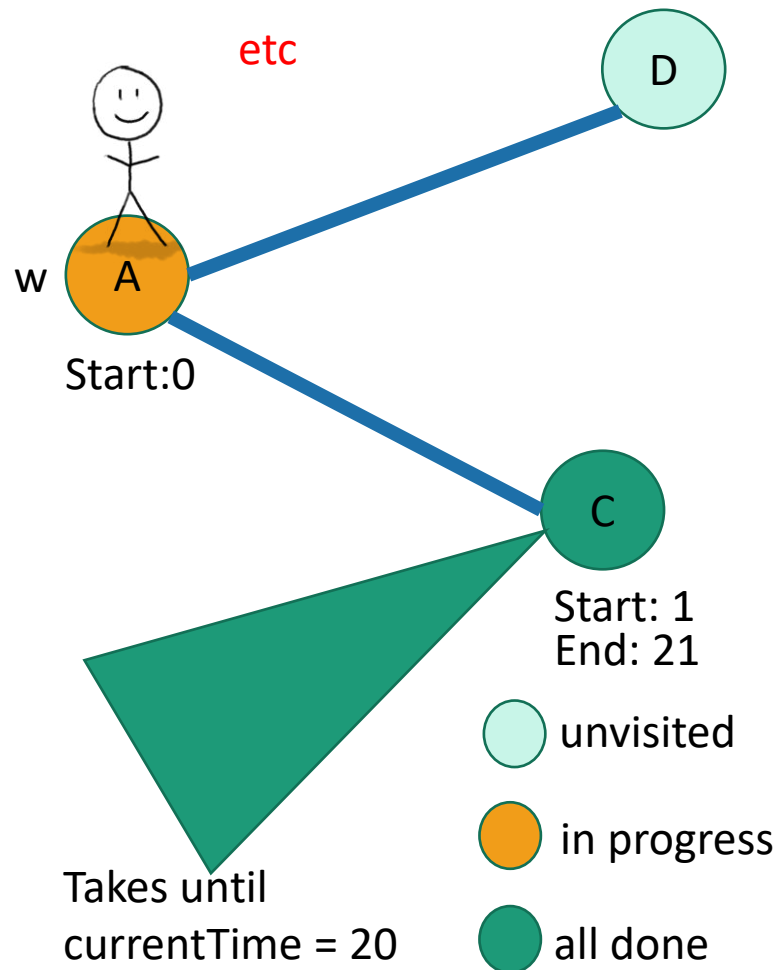 etc
D
w
A
Start:0
C
Start: 1
End: 21
unvisited
in progress
Takes until
currentTime = 20
all done